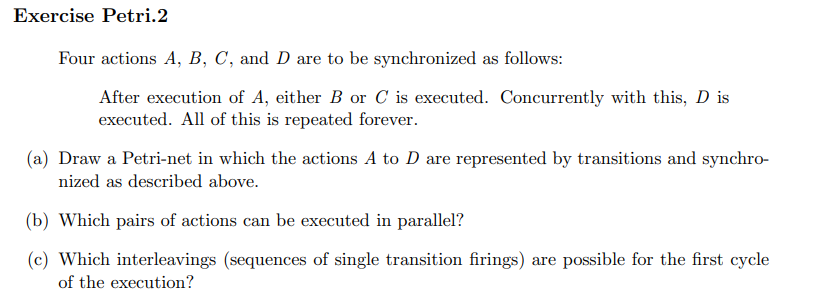 Exercise Petri.2
Four actions A, B, C, and D are to be synchronized as follows:
After execution of A, either B or C is executed. Concurrently with this, D is
executed. All of this is repeated forever.
(a) Draw a Petri-net in which the actions A to D are represented by transitions and synchro-
nized as described above.
(b) Which pairs of actions can be executed in parallel?
(c) Which interleavings (sequences of single transition firings) are possible for the first cycle
of the execution?